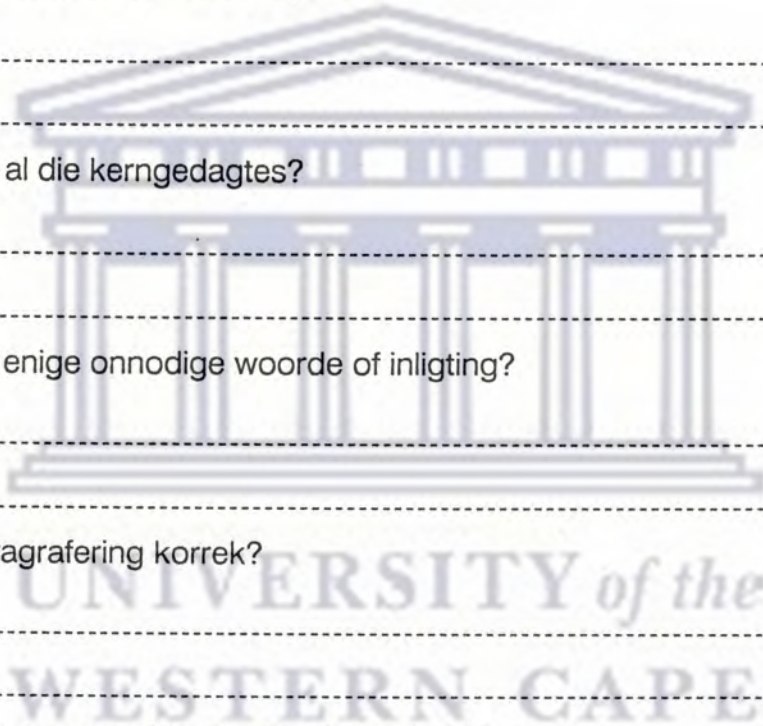 al die kerngedagtes?
enige onnodige woorde of inligting?
agrafering korrek?
UNIVERSITY of the
WESTERN CAPE